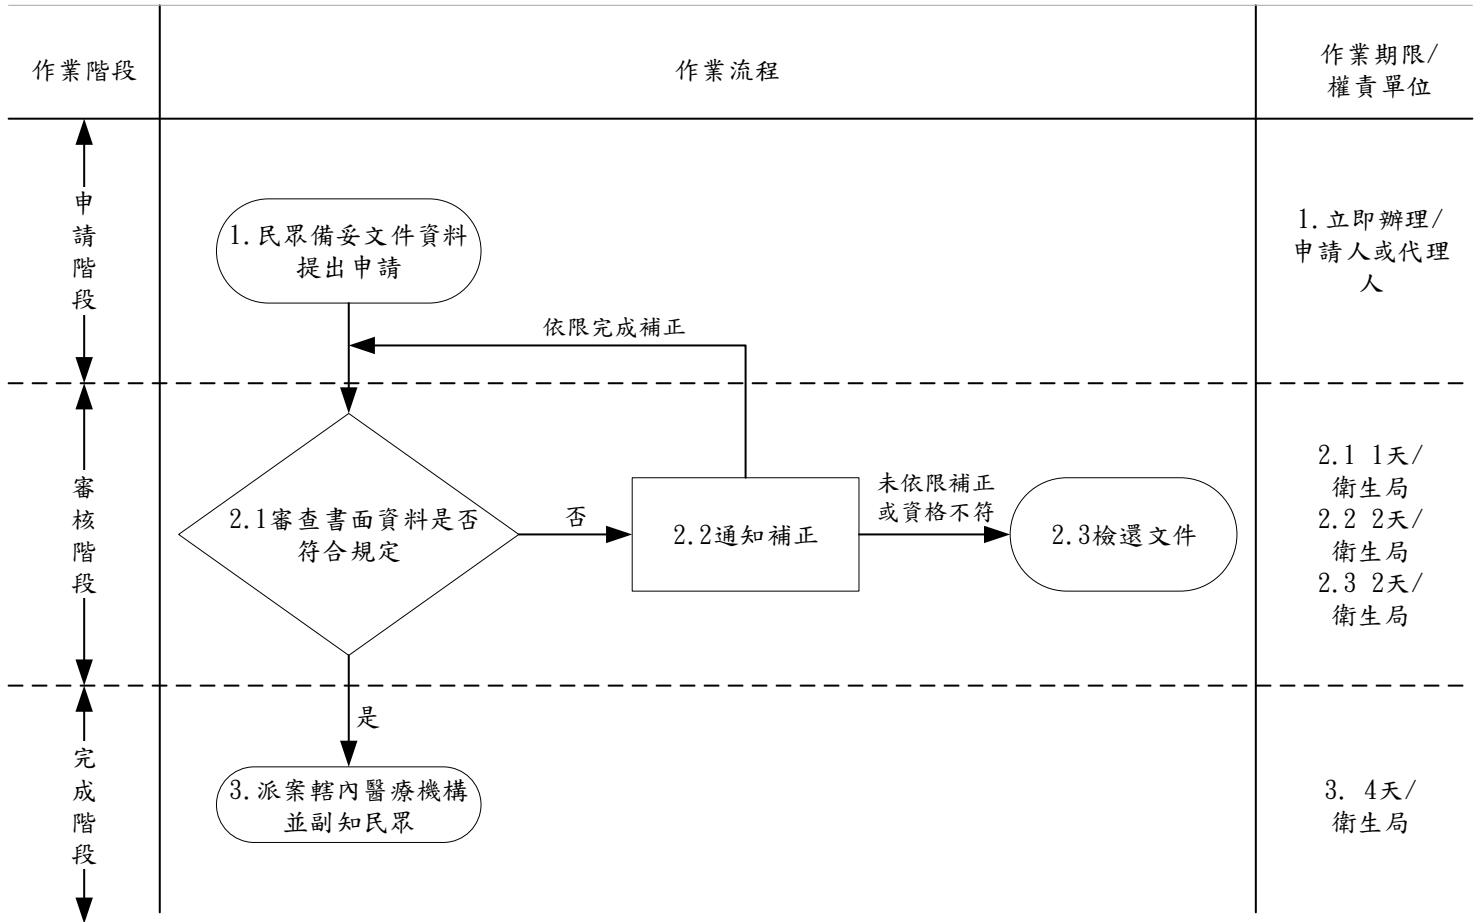 作業階段
作業流程
作業期限/
權責單位
申請階段
1.民眾備妥文件資料
提出申請
1.立即辦理/
申請人或代理
人
依限完成補正
審核階段
2.1審查書面資料是否
符合規定
否
2.2通知補正
未依限補正
或資格不符
2.3檢還文件
2.1 1天/
衛生局
2.2 2天/
衛生局
2.3 2天/
衛生局
是
完成階段
3.派案轄內醫療機構
並副知民眾
3. 4天/
衛生局